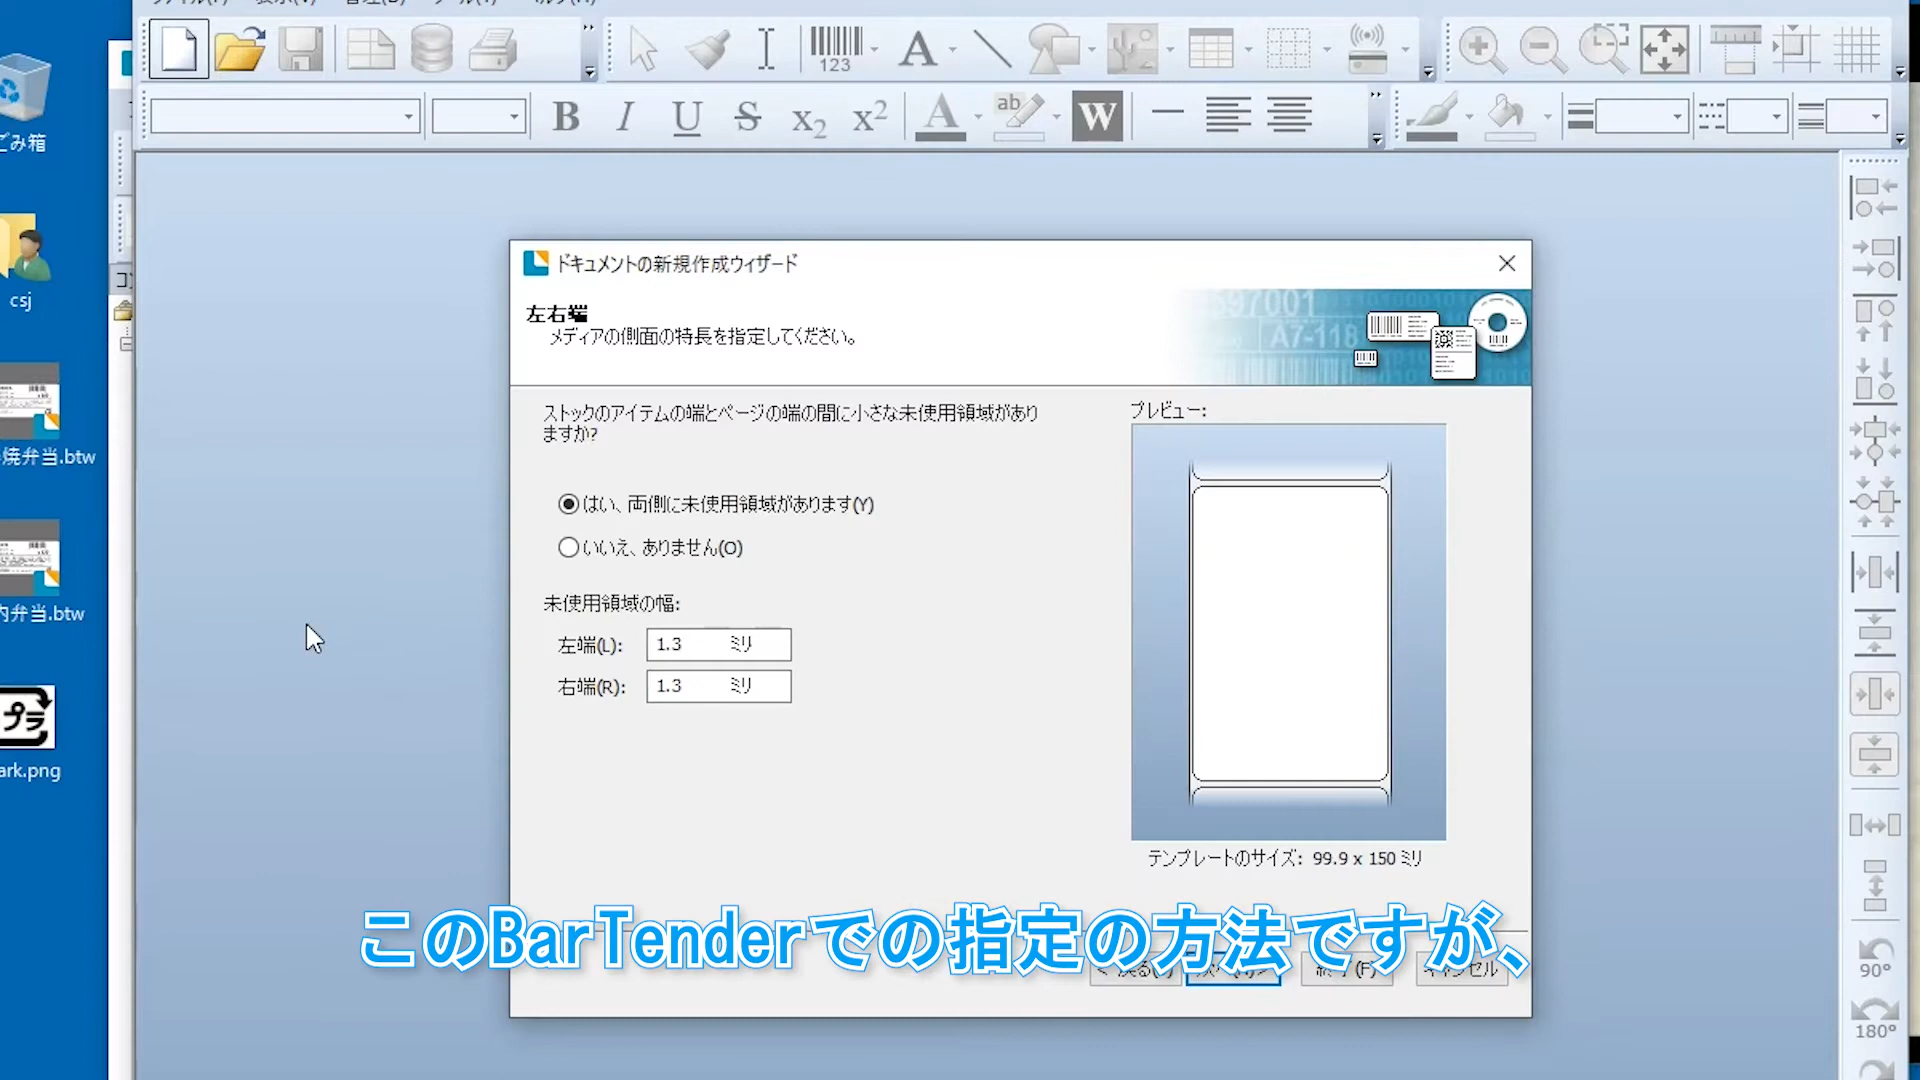 ごみ箱
csj
焼弁当.btw
内弁当.btw
プラ
ark.png
123
A
B I U S x₂ x² A ab W
ドキュメントの新規作成ウィザード
左右端
メディアの側面の特長を指定してください。
597001
A7-118
ストックのアイテムの端とページの端の間に小さな未使用領域があり
ますか?
はい、両側に未使用領域があります(Y)
いいえ、ありません(O)
未使用領域の幅:
左端(L): 1.3 ミリ
右端(R): 1.3 ミリ
プレビュー:
テンプレートのサイズ: 99.9 x 150 ミリ
このBarTenderでの指定の方法ですが、
90°
180°